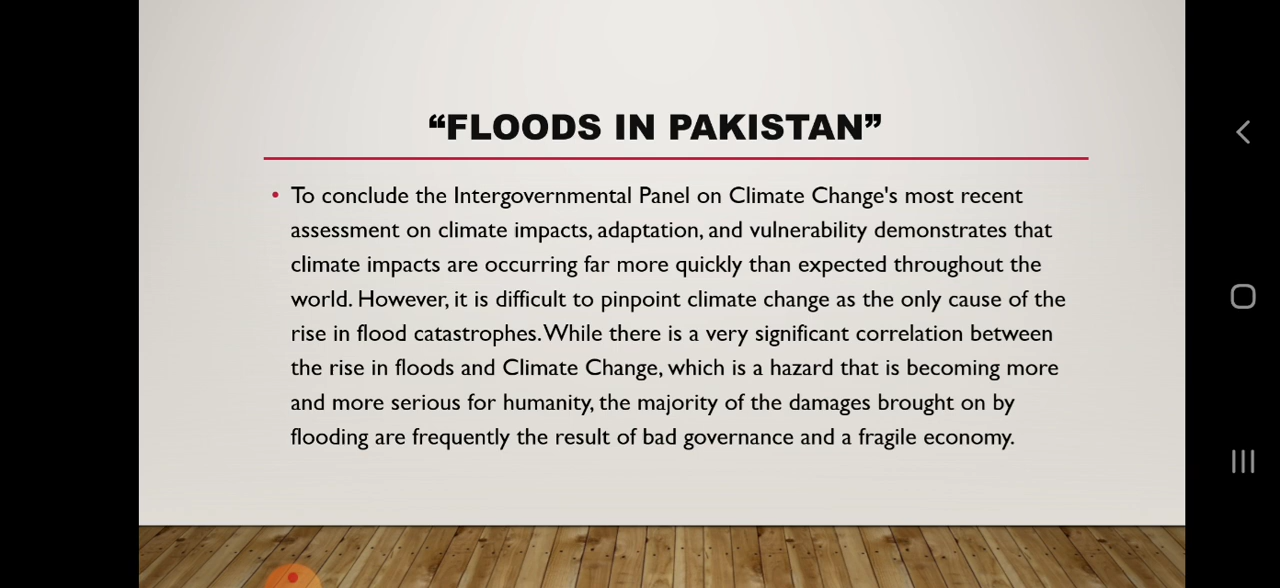 “FLOODS IN PAKISTAN”
• To conclude the Intergovernmental Panel on Climate Change's most recent
assessment on climate impacts, adaptation, and vulnerability demonstrates that
climate impacts are occurring far more quickly than expected throughout the
world. However, it is difficult to pinpoint climate change as the only cause of the
rise in flood catastrophes. While there is a very significant correlation between
the rise in floods and Climate Change, which is a hazard that is becoming more
and more serious for humanity, the majority of the damages brought on by
flooding are frequently the result of bad governance and a fragile economy.